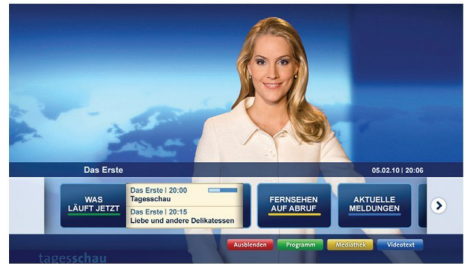 Das Erste
05.02.10 | 20:06
WAS
LÄUFT JETZT
Das Erste | 20:00
Tagesschau
Das Erste | 20:15
Liebe und andere Delikatessen
FERNSEHEN
AUF ABRUF
AKTUELLE
MELDUNGEN
Ausblenden
Programm
Mediathek
Videotext
tagesschau